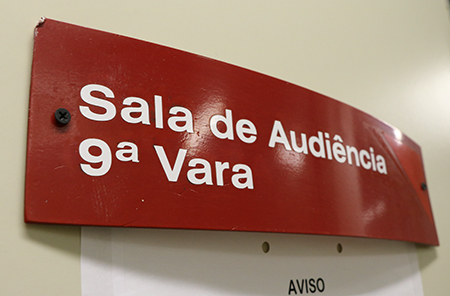 Sala de Audiência
9ª Vara
AVISO